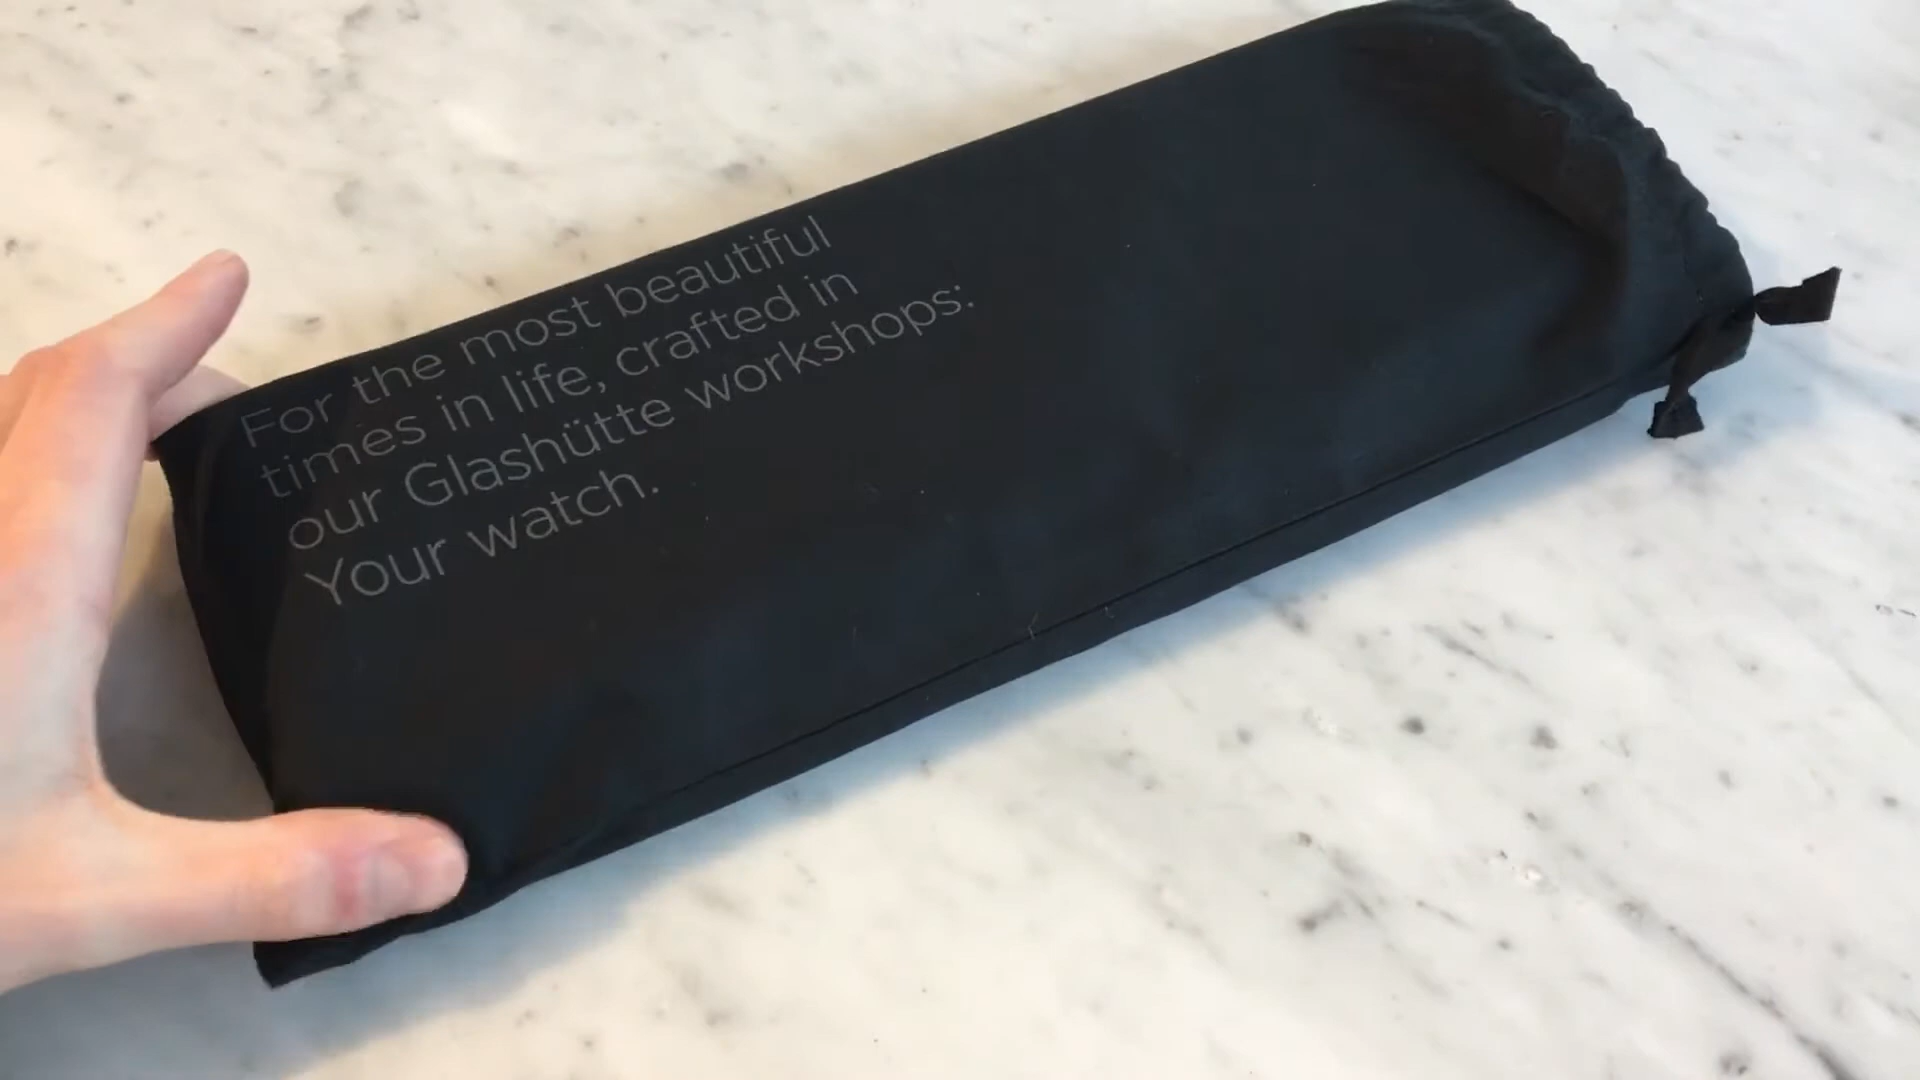 For the most beautiful
times in life, crafted in
our Glashütte workshops:
Your watch.